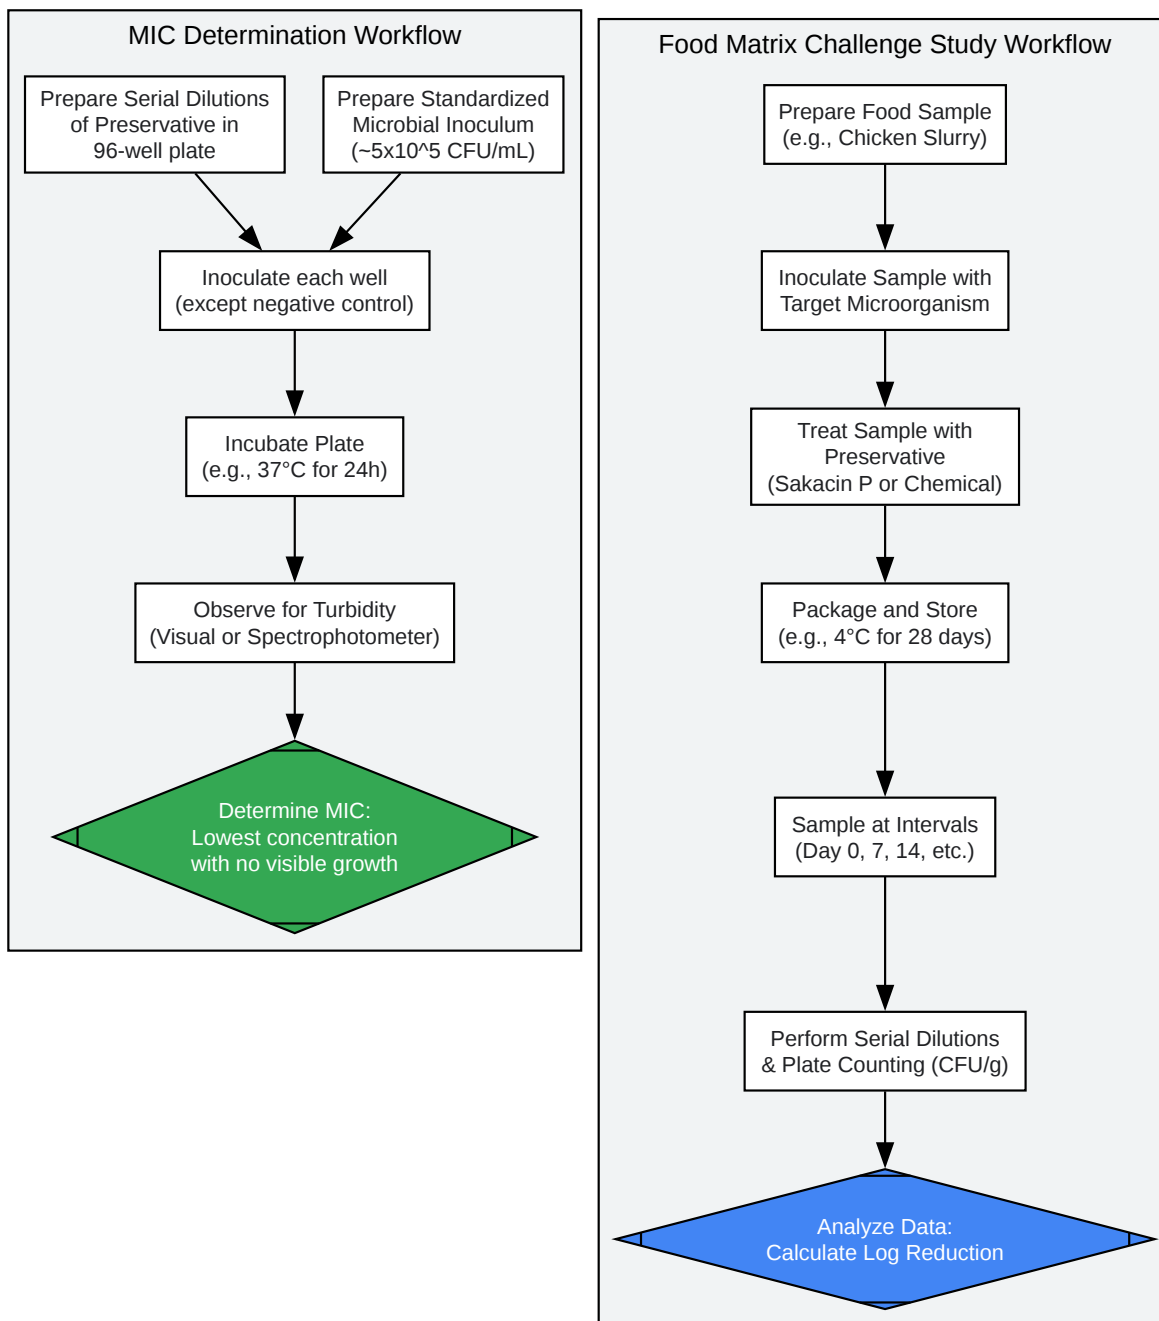 MIC Determination Workflow
Prepare Serial Dilutions
of Preservative in
96-well plate
Prepare Standardized
Microbial Inoculum
(~5x10^5 CFU/mL)
Inoculate each well
(except negative control)
Incubate Plate
(e.g., 37°C for 24h)
Observe for Turbidity
(Visual or Spectrophotometer)
Determine MIC:
Lowest concentration
with no visible growth
Food Matrix Challenge Study Workflow
Prepare Food Sample
(e.g., Chicken Slurry)
Inoculate Sample with
Target Microorganism
Treat Sample with
Preservative
(Sakacin P or Chemical)
Package and Store
(e.g., 4°C for 28 days)
Sample at Intervals
(Day 0, 7, 14, etc.)
Perform Serial Dilutions
& Plate Counting (CFU/g)
Analyze Data:
Calculate Log Reduction